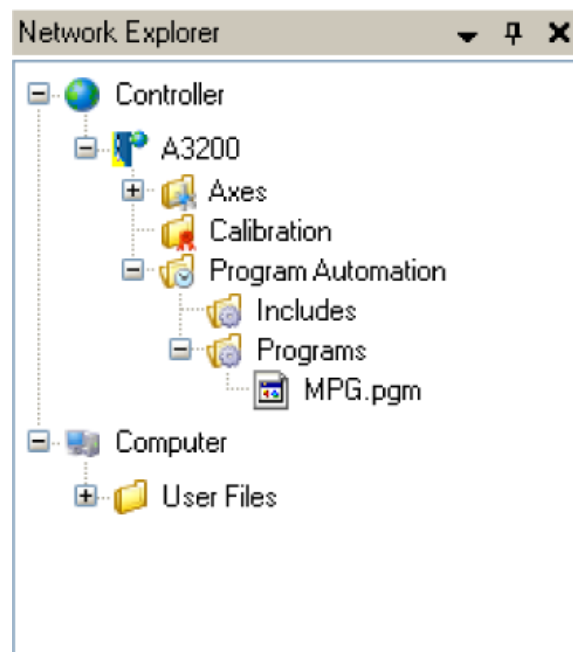 Network Explorer
Controller
A3200
Axes
Calibration
Program Automation
Includes
Programs
MPG.pgm
Computer
User Files